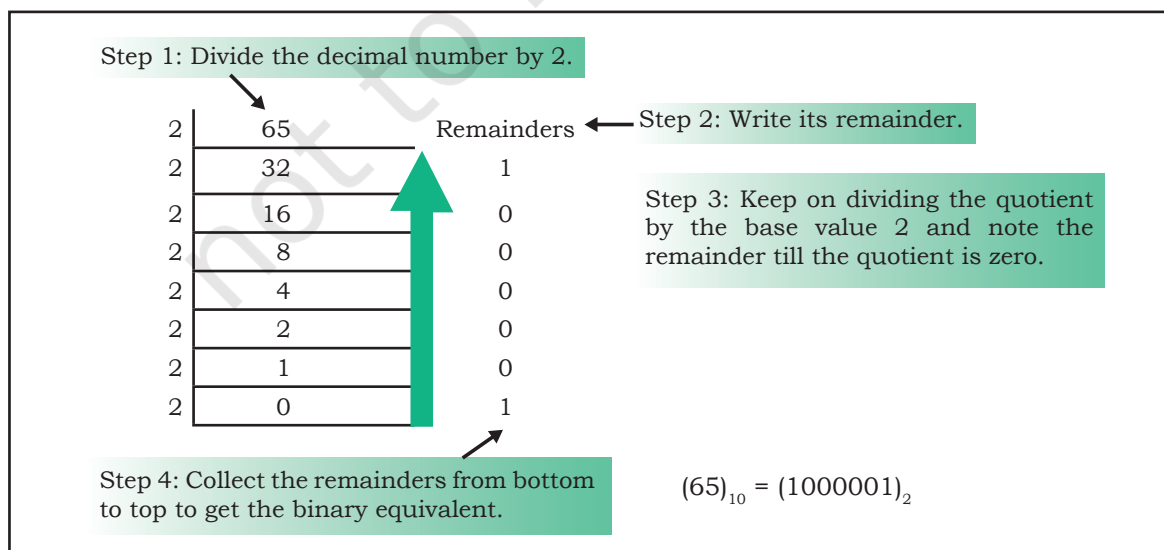 not to
Step 1: Divide the decimal number by 2.
2 65 Remainders
Step 2: Write its remainder.
2 32 1
2 16 0
2 8 0
2 4 0
2 2 0
2 1 0
2 0 1
Step 3: Keep on dividing the quotient
by the base value 2 and note the
remainder till the quotient is zero.
Step 4: Collect the remainders from bottom
to top to get the binary equivalent.
(65)₁₀ = (1000001)₂